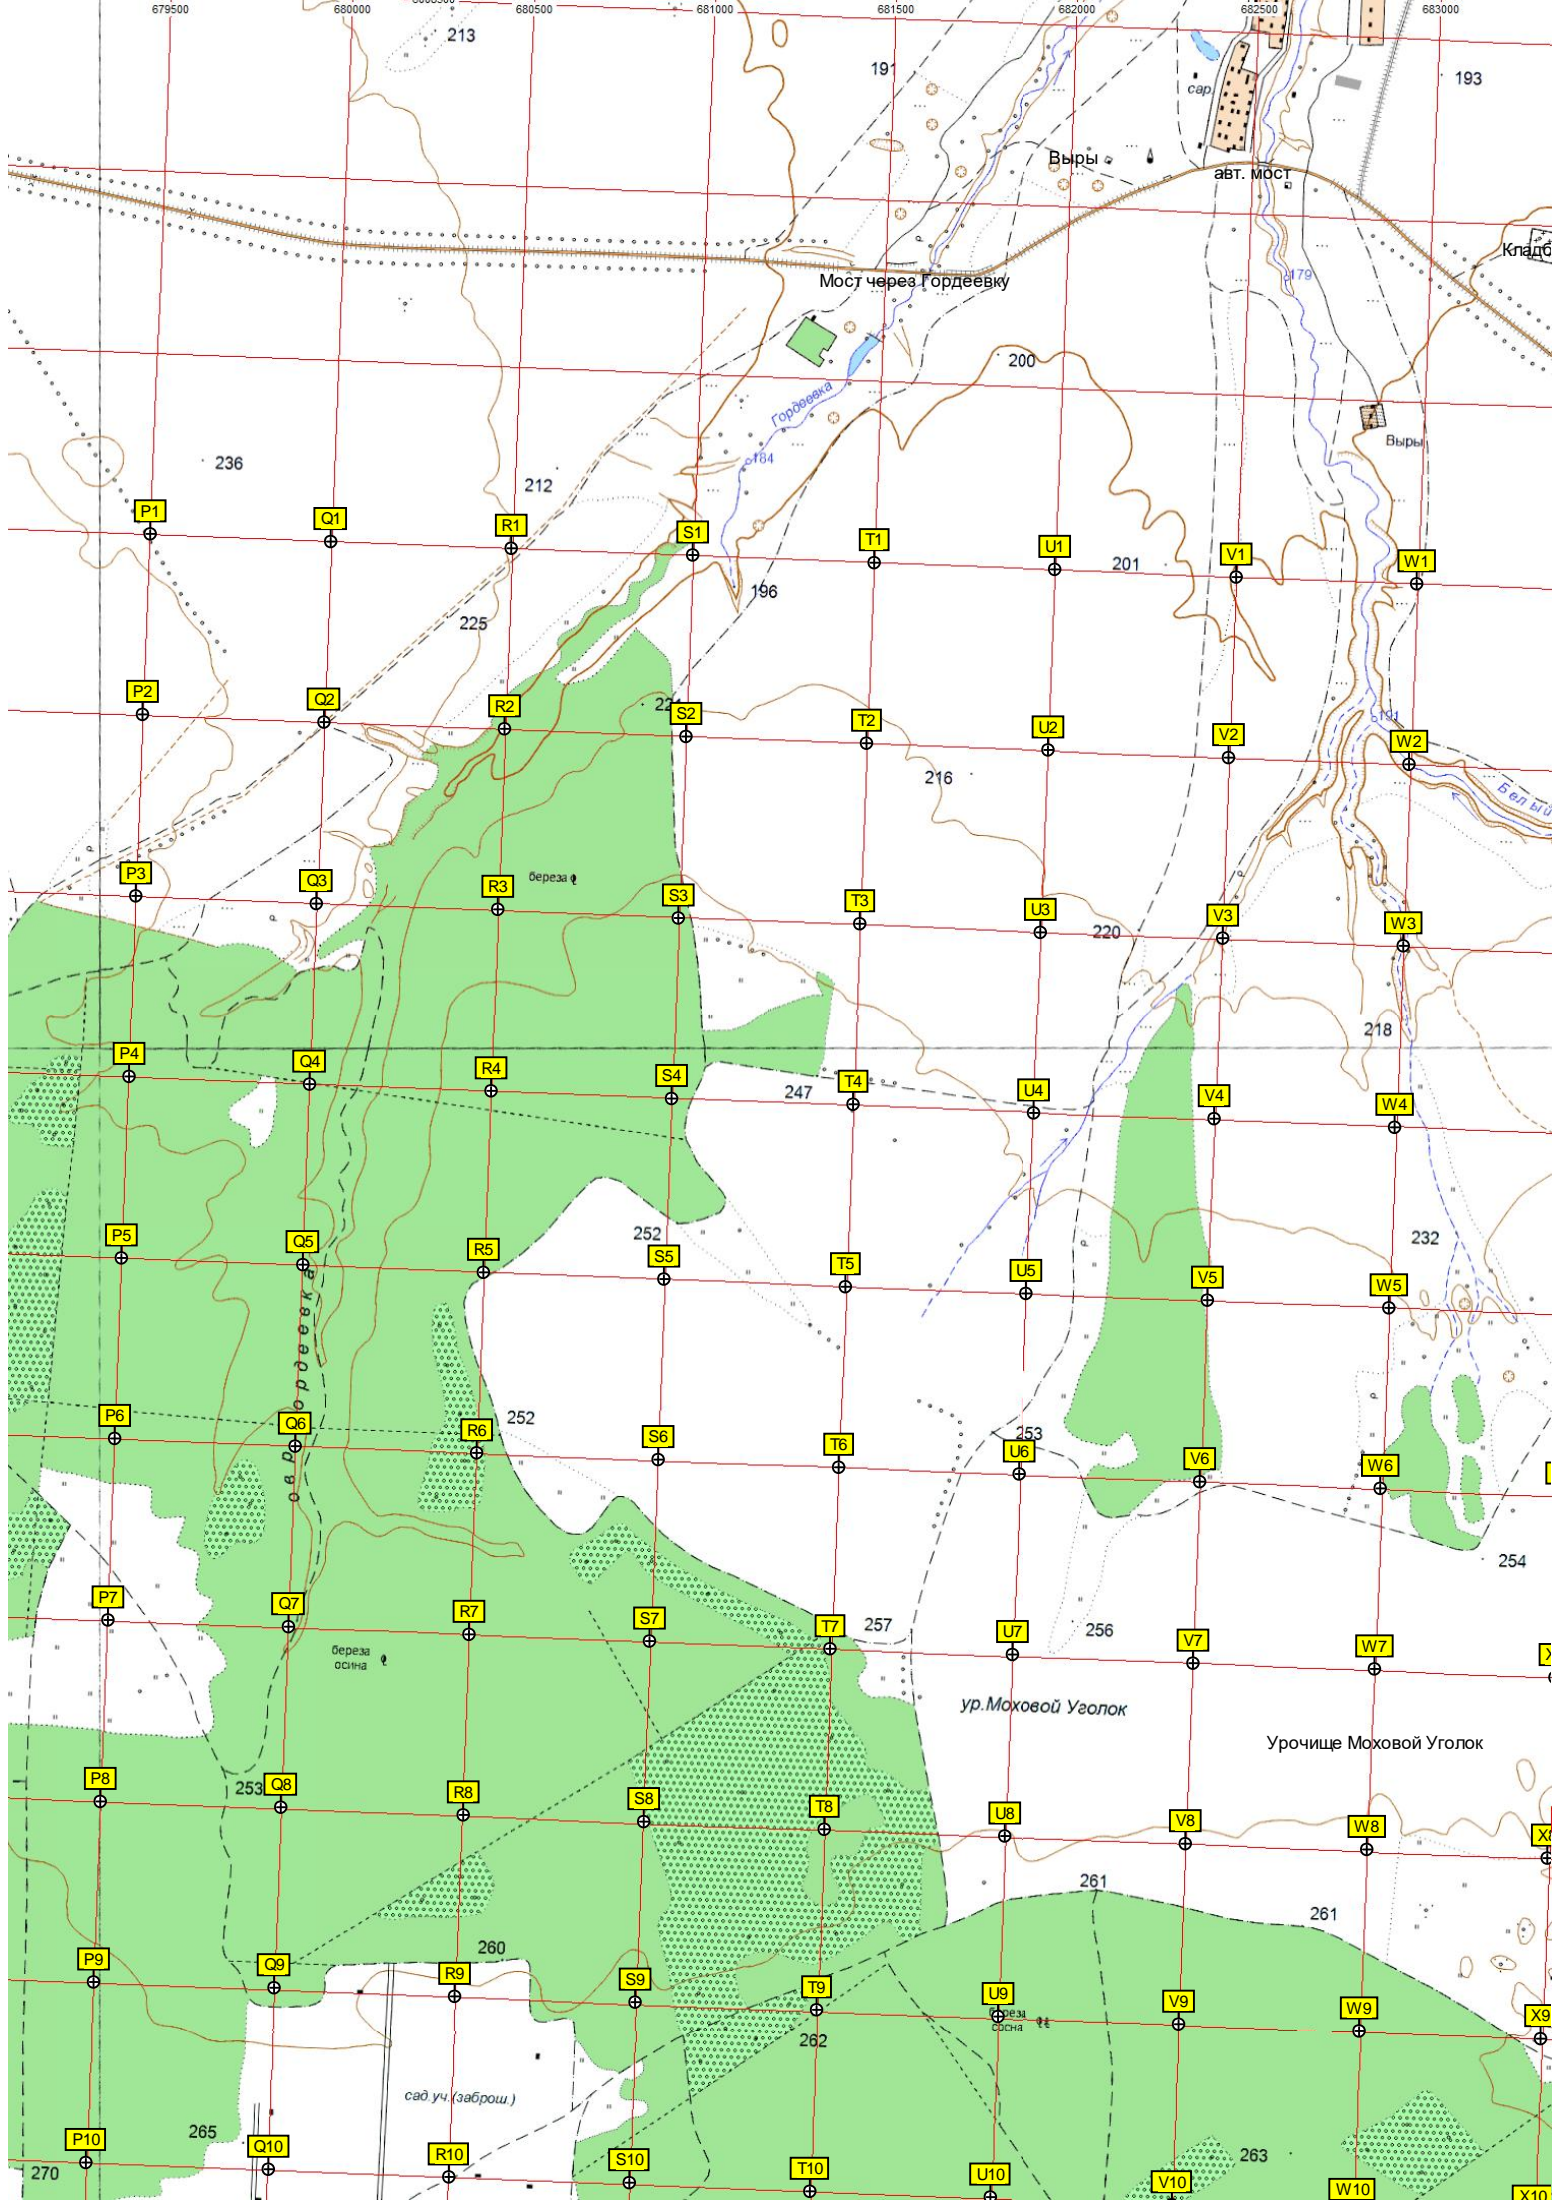 679500 680000 680500 681000 681500 682000 682500 683000
213
191
193
сар.
Выры
авт. мост
Кладб
179
Мост через Гордеевку
200
Гордеевка
Выры
184
236
212
P1 Q1 R1 S1 T1 U1 V1 W1
201
196
225
221
P2 Q2 R2 S2 T2 U2 V2 W2
191
216
Белый
береза
P3 Q3 R3 S3 T3 U3 V3 W3
220
218
P4 Q4 R4 S4 T4 U4 V4 W4
247
252
232
P5 Q5 R5 S5 T5 U5 V5 W5
овр. Гордеевка
252
253
P6 Q6 R6 S6 T6 U6 V6 W6
254
P7 Q7 R7 S7 T7 U7 V7 W7
257
256
береза
осина
ур.Моховой Уголок
Урочище Моховой Уголок
253
P8 Q8 R8 S8 T8 U8 V8 W8
261
261
260
P9 Q9 R9 S9 T9 U9 V9 W9 X9
береза
сосна
262
сад.уч.(заброш.)
265
263
270
P10 Q10 R10 S10 T10 U10 V10 W10 X10